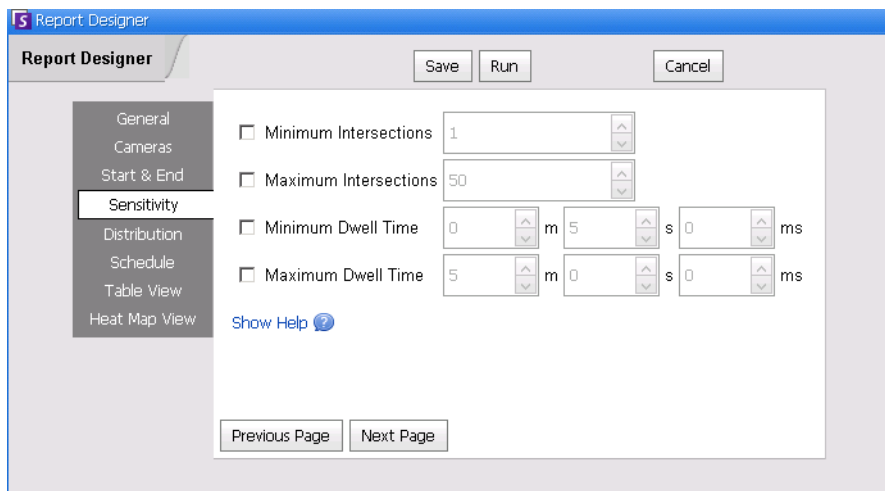 S Report Designer
Report Designer
Save Run Cancel
General
Cameras
Start & End
Sensitivity
Distribution
Schedule
Table View
Heat Map View
Minimum Intersections 1
Maximum Intersections 50
Minimum Dwell Time 0 m 5 s 0 ms
Maximum Dwell Time 5 m 0 s 0 ms
Show Help ?
Previous Page Next Page